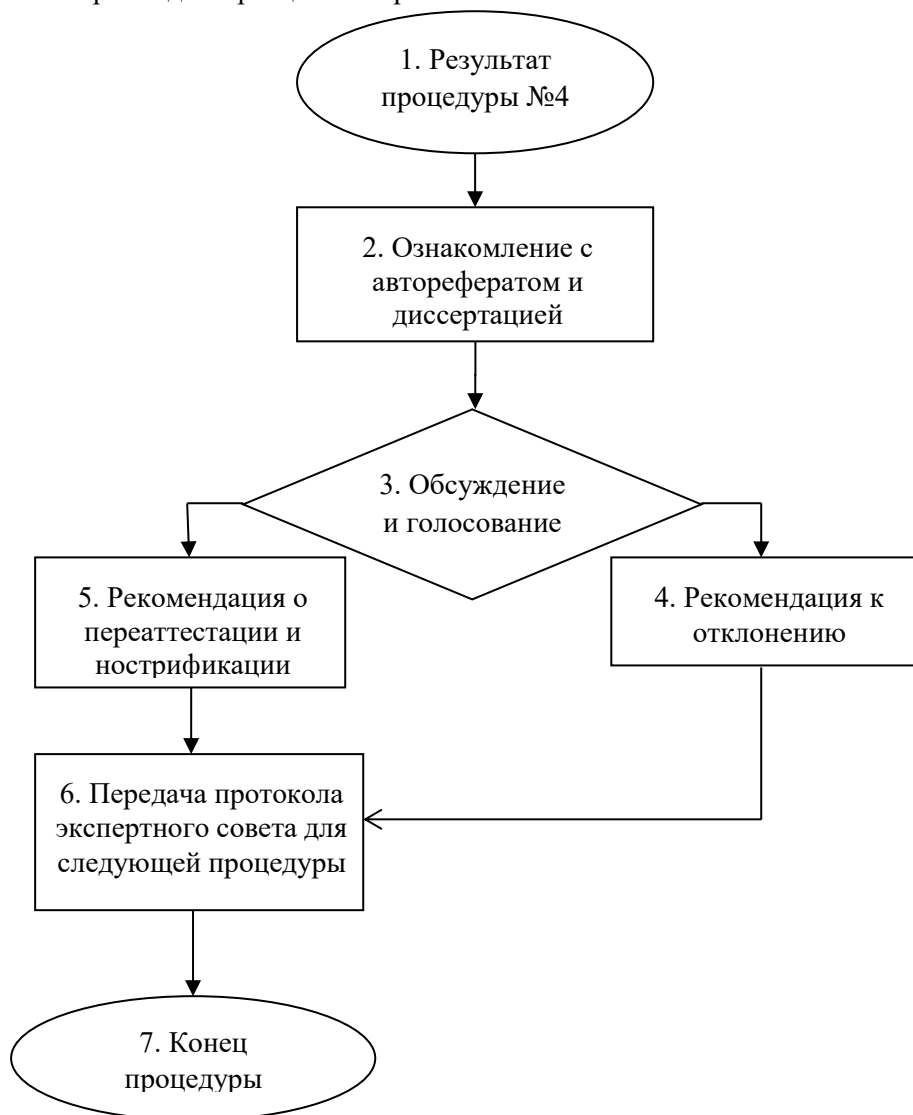 1. Результат
процедуры №4
2. Ознакомление с
авторефератом и
диссертацией
3. Обсуждение
и голосование
5. Рекомендация о
переаттестации и
нострификации
4. Рекомендация к
отклонению
6. Передача протокола
экспертного совета для
следующей процедуры
7. Конец
процедуры